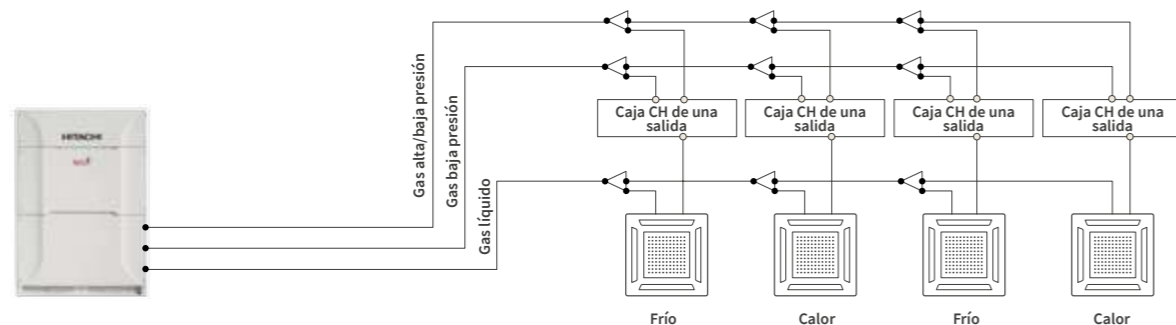 HITACHI
Gas alta/baja presión
Gas baja presión
Gas líquido
Caja CH de una
salida
Caja CH de una
salida
Caja CH de una
salida
Caja CH de una
salida
Frío
Calor
Frío
Calor